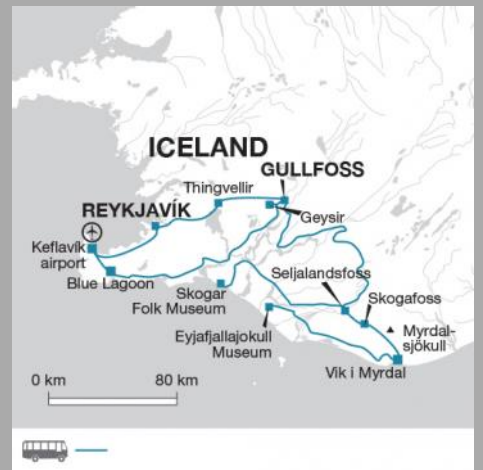 ICELAND
GULLFOSS
Thingvellir
REYKJAVÍK
Geysir
Keflavík
airport
Blue Lagoon
Seljalandsfoss
Skogar
Folk Museum
Skogafoss
Eyjafjallajokull
Museum
Myrdal-
sjökull
Vik i Myrdal
0 km
80 km